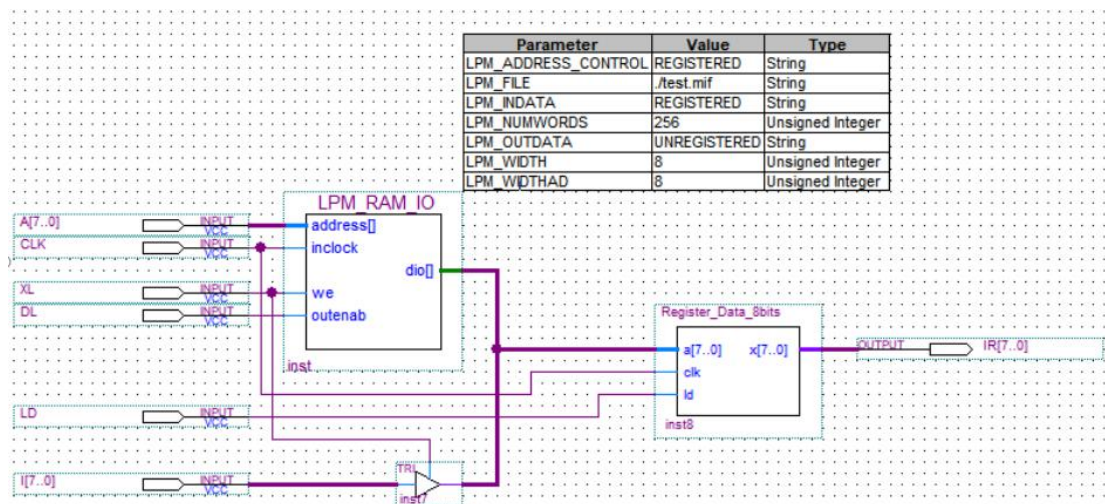 Parameter Value Type
LPM_ADDRESS_CONTROL REGISTERED String
LPM_FILE ./test.mif String
LPM_INDATA REGISTERED String
LPM_NUMWORDS 256 Unsigned Integer
LPM_OUTDATA UNREGISTERED String
LPM_WIDTH 8 Unsigned Integer
LPM_WIDTHAD 8 Unsigned Integer
LPM_RAM_IO
A[7..0] INPUT VCC address[]
CLK INPUT VCC inclock
dio[]
XL INPUT VCC we
DL INPUT VCC outenab
inst
Register_Data_8bits
a[7..0] x[7..0] OUTPUT IR[7..0]
clk
ld
inst8
LD INPUT VCC
TRI
I[7..0] INPUT VCC
inst7